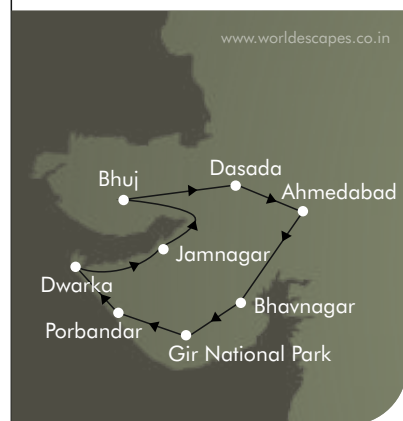 www.worldescapes.co.in
Dasada
Bhuj
Ahmedabad
Jamnagar
Dwarka
Bhavnagar
Porbandar
Gir National Park